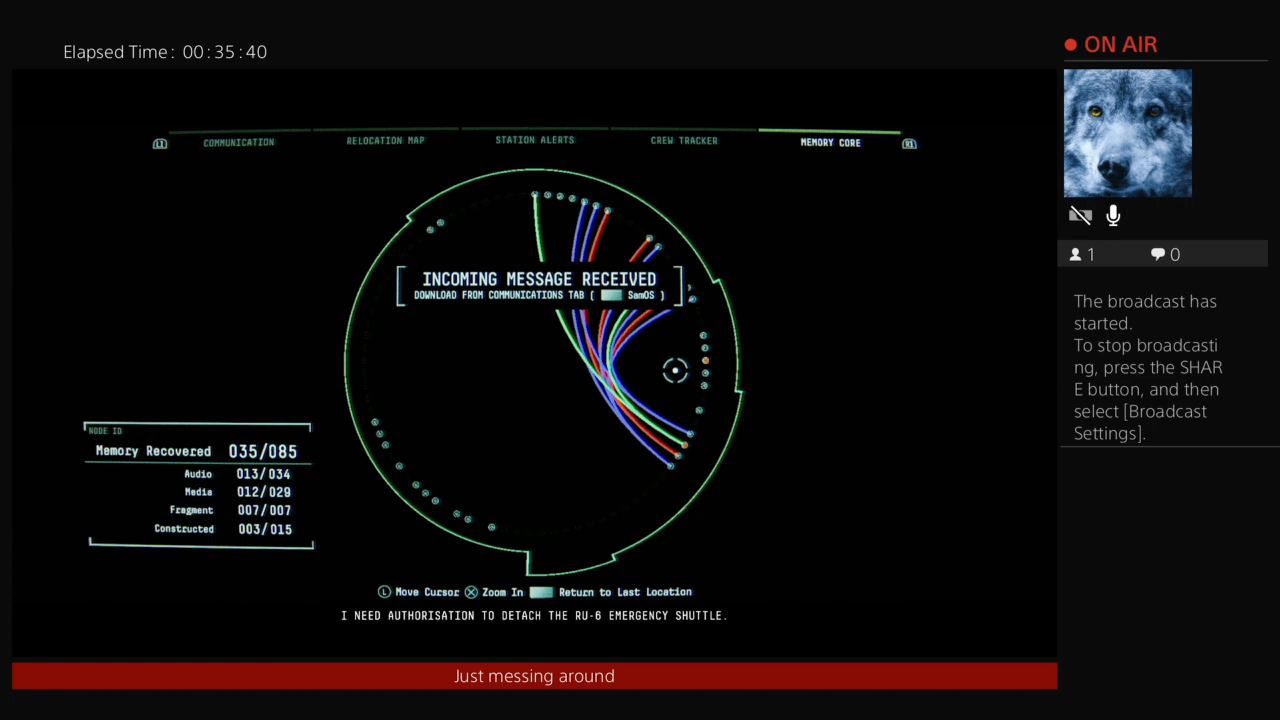 Elapsed Time: 00:35:40
ON AIR
L1
COMMUNICATION
RELOCATION MAP
STATION ALERTS
CREW TRACKER
MEMORY CORE
R1
INCOMING MESSAGE RECEIVED
DOWNLOAD FROM COMMUNICATIONS TAB ( SamOS )
1
0
The broadcast has
started.
To stop broadcasti
ng, press the SHAR
E button, and then
select [Broadcast
Settings].
NODE ID
Memory Recovered 035/085
Audio 013/034
Media 012/029
Fragment 007/007
Constructed 003/015
L Move Cursor Zoom In Return to Last Location
I NEED AUTHORISATION TO DETACH THE RU-6 EMERGENCY SHUTTLE.
Just messing around